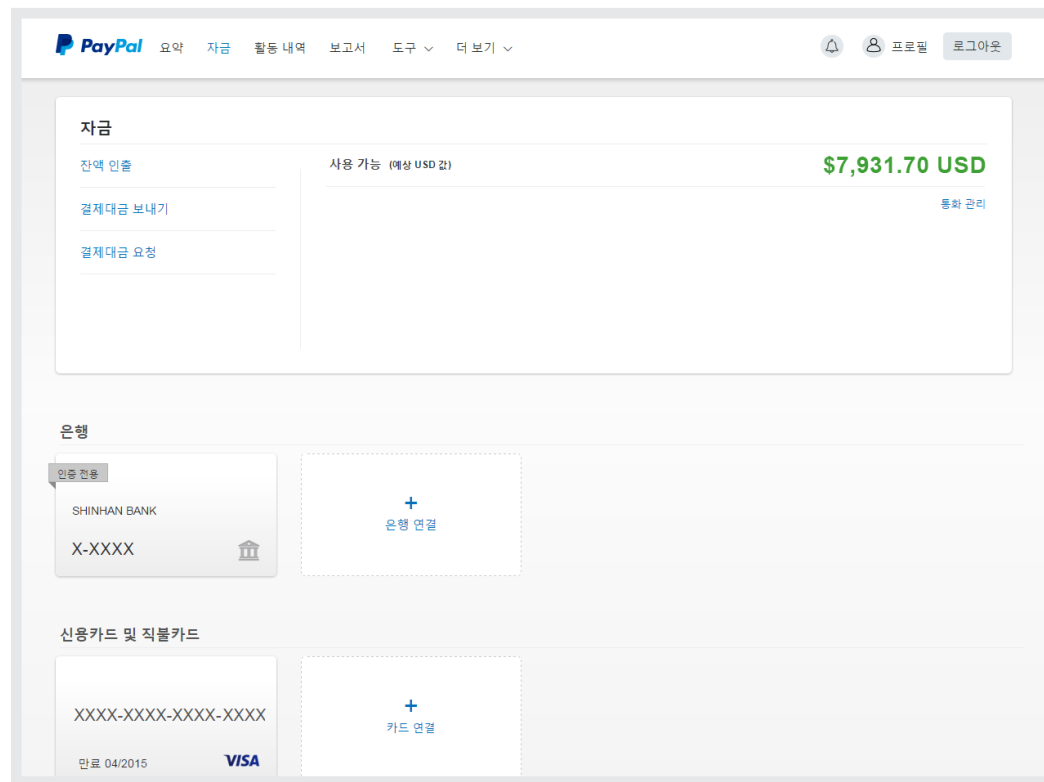 PayPal 요약 자금 활동 내역 보고서 도구 더 보기 프로필 로그아웃
자금
잔액 인출
사용 가능 (예상 USD 값) $7,931.70 USD
통화 관리
결제대금 보내기
결제대금 요청
은행
인증 전용
SHINHAN BANK
X-XXXX
+
은행 연결
신용카드 및 직불카드
XXXX-XXXX-XXXX-XXXX
만료 04/2015 VISA
+
카드 연결